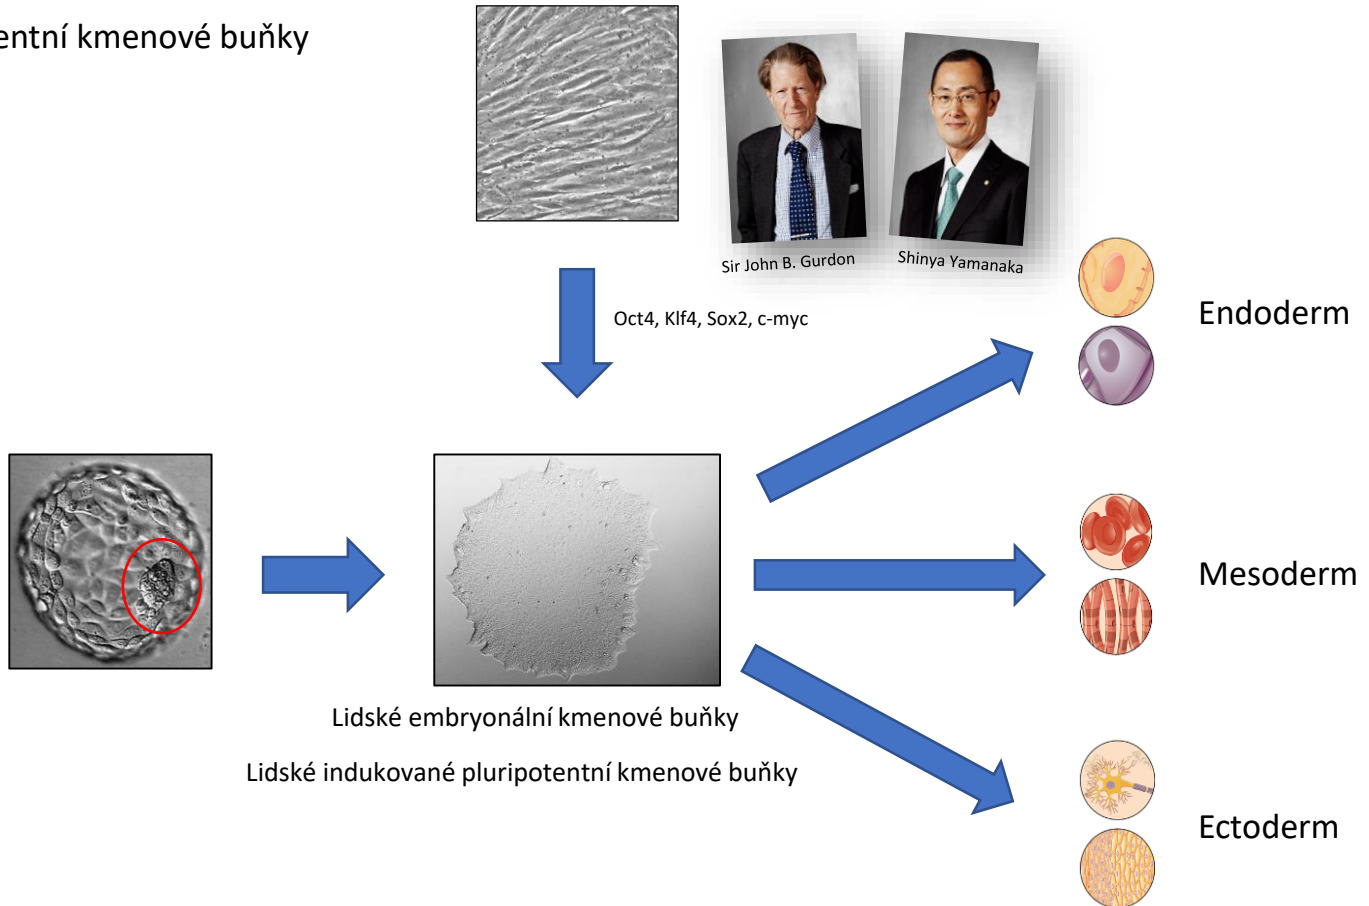 entní kmenové buňky
Sir John B. Gurdon
Shinya Yamanaka
Oct4, Klf4, Sox2, c-myc
Endoderm
Mesoderm
Lidské embryonální kmenové buňky
Lidské indukované pluripotentní kmenové buňky
Ectoderm